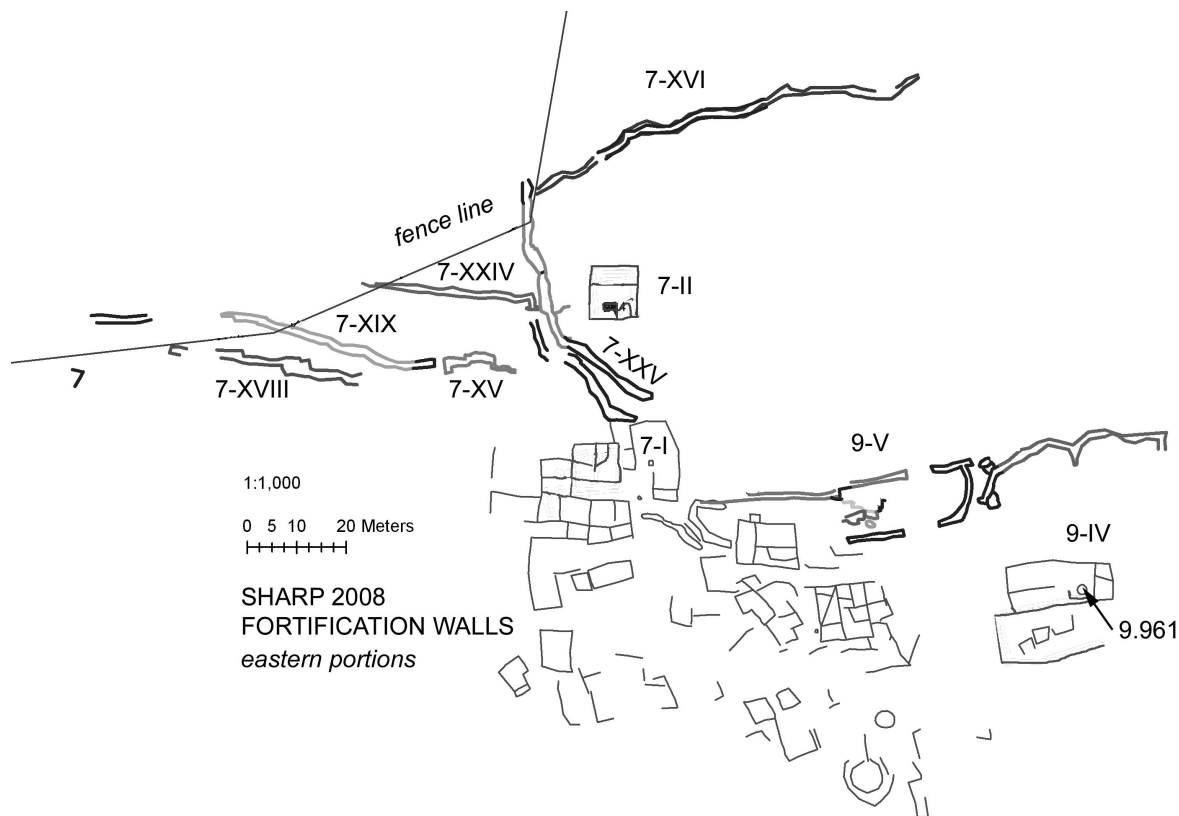 7-XVI
fence line
7-XXIV
7-II
7-XIX
7-XXV
7-XVIII
7-XV
7-I
9-V
1:1,000
0 5 10 20 Meters
9-IV
SHARP 2008
FORTIFICATION WALLS
eastern portions
9.961